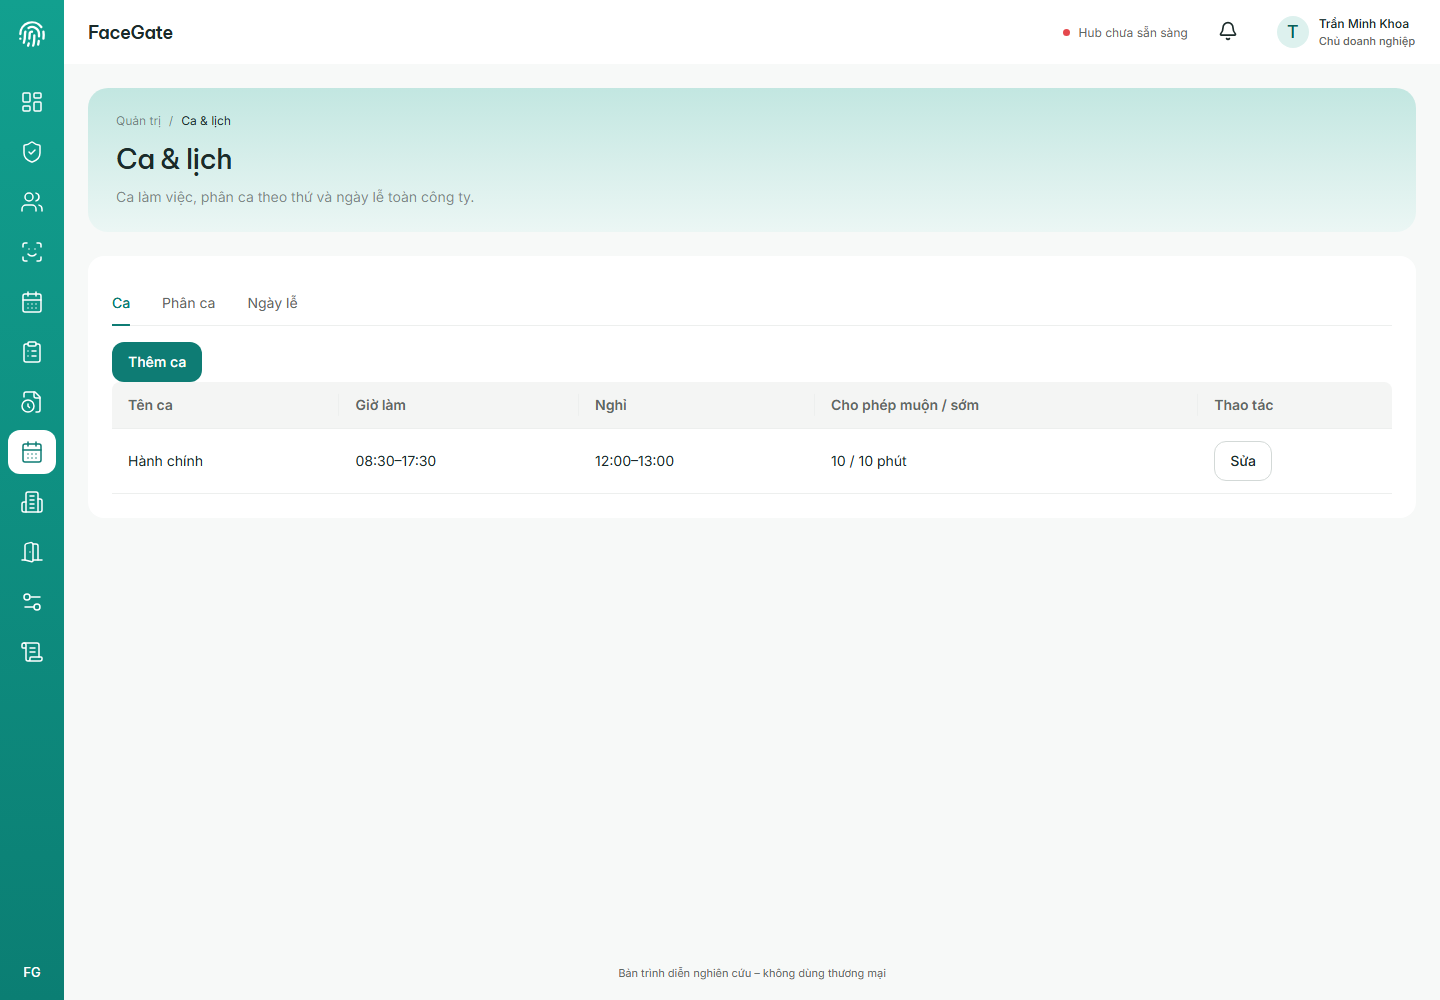 FaceGate
Hub chưa sẵn sàng
T
Trần Minh Khoa
Chủ doanh nghiệp
Quản trị / Ca & lịch
Ca & lịch
Ca làm việc, phân ca theo thứ và ngày lễ toàn công ty.
Ca Phân ca Ngày lễ
Thêm ca
Tên ca Giờ làm Nghỉ Cho phép muộn / sớm Thao tác
Hành chính 08:30–17:30 12:00–13:00 10 / 10 phút Sửa
FG
Bản trình diễn nghiên cứu – không dùng thương mại